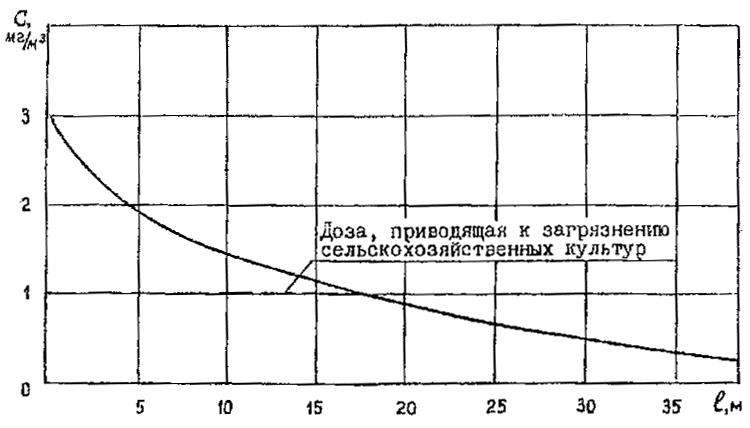 С,
мг/м³
3
2
1
0
Доза, приводящая к загрязнению
сельскохозяйственных культур
5 10 15 20 25 30 35 ℓ,м